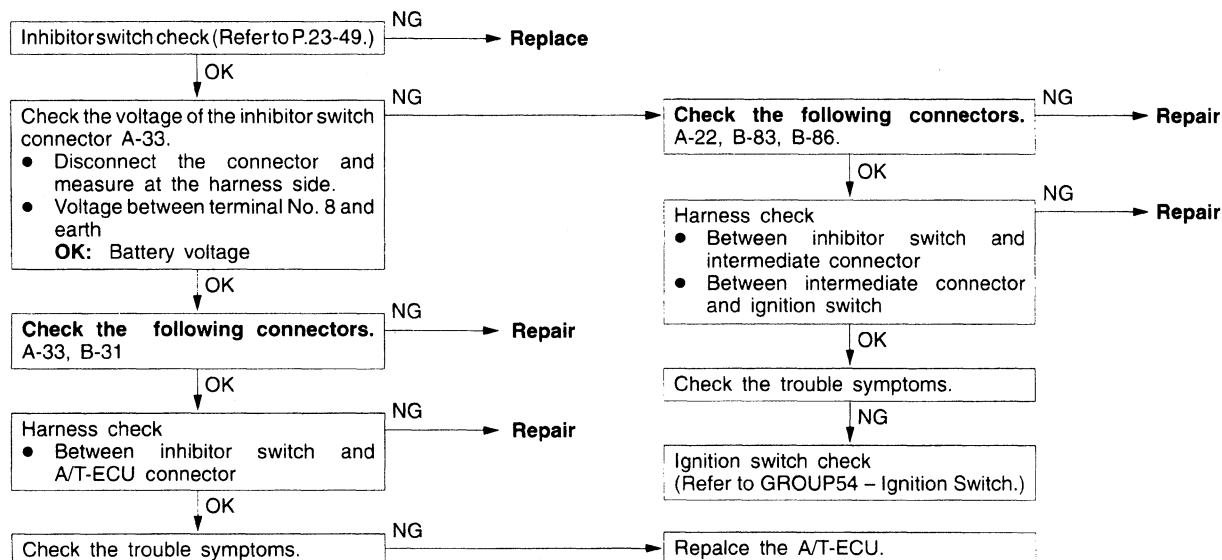 Inhibitor switch check (Refer to P.23-49.)
NG
Replace
OK
Check the voltage of the inhibitor switch
connector A-33.
● Disconnect the connector and
measure at the harness side.
● Voltage between terminal No. 8 and
earth
OK: Battery voltage
NG
OK
Check the following connectors.
A-33, B-31
NG
Repair
OK
Harness check
● Between inhibitor switch and
A/T-ECU connector
NG
Repair
OK
Check the trouble symptoms.
NG
Repalce the A/T-ECU.
Check the following connectors.
A-22, B-83, B-86.
NG
Repair
OK
Harness check
● Between inhibitor switch and
intermediate connector
● Between intermediate connector
and ignition switch
NG
Repair
OK
Check the trouble symptoms.
NG
Ignition switch check
(Refer to GROUP54 – Ignition Switch.)